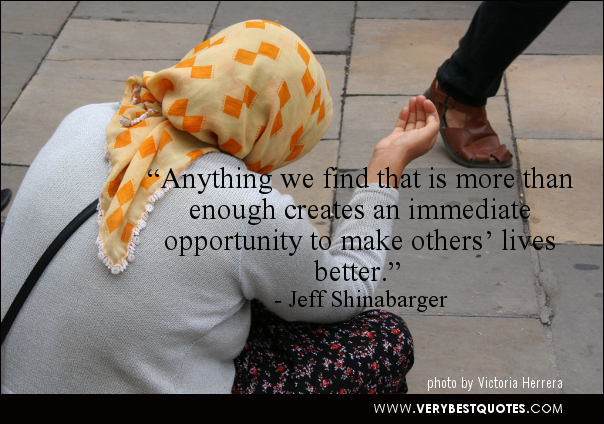 “Anything we find that is more than
enough creates an immediate
opportunity to make others’ lives
better.”
- Jeff Shinabarger
photo by Victoria Herrera
WWW.VERYBESTQUOTES.COM